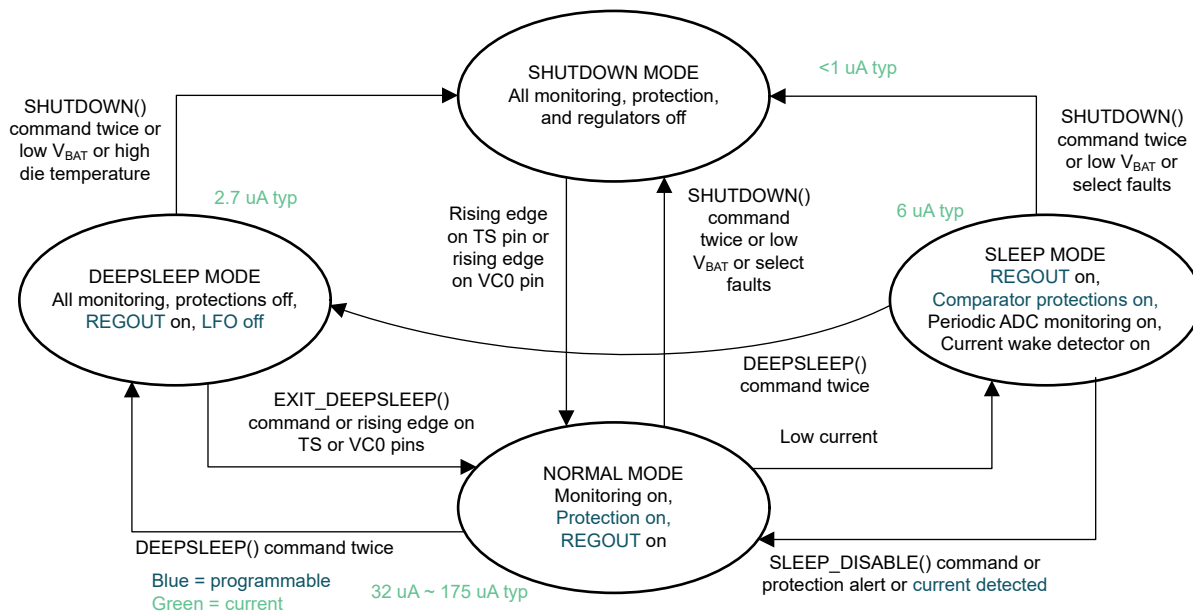 SHUTDOWN MODE
All monitoring, protection,
and regulators off
<1 uA typ
SHUTDOWN()
command twice or
low VBAT or high
die temperature
SHUTDOWN()
command twice
or low VBAT or
select faults
2.7 uA typ
Rising edge
on TS pin or
rising edge
on VC0 pin
SHUTDOWN()
command
twice or low
VBAT or select
faults
6 uA typ
DEEPSLEEP MODE
All monitoring, protections off,
REGOUT on, LFO off
SLEEP MODE
REGOUT on,
Comparator protections on,
Periodic ADC monitoring on,
Current wake detector on
DEEPSLEEP()
command twice
EXIT_DEEPSLEEP()
command or rising edge on
TS or VC0 pins
Low current
NORMAL MODE
Monitoring on,
Protection on,
REGOUT on
DEEPSLEEP() command twice
SLEEP_DISABLE() command or
protection alert or current detected
Blue = programmable
Green = current
32 uA ~ 175 uA typ